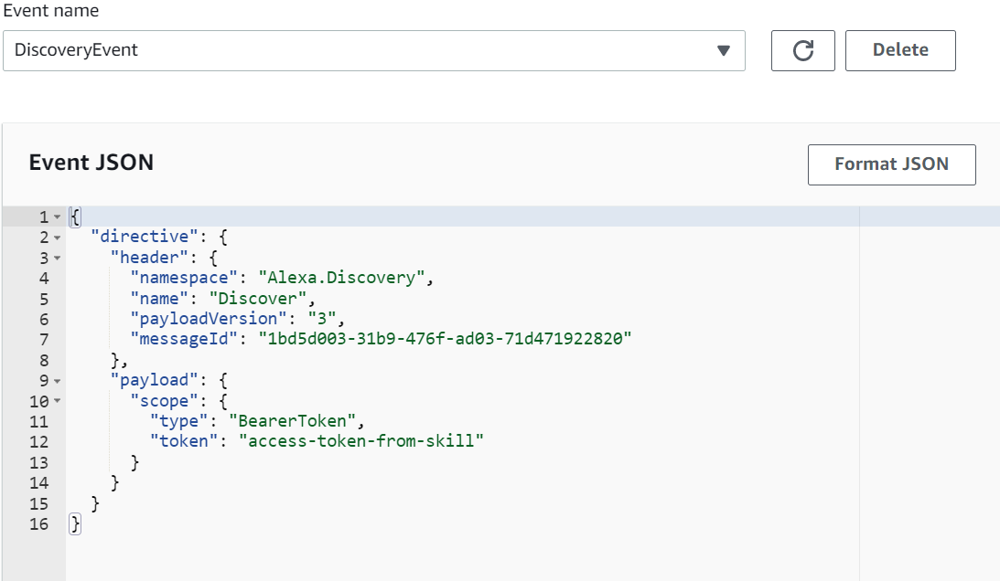 Event name
DiscoveryEvent
Delete
Event JSON
Format JSON
1 {
2 "directive": {
3 "header": {
4 "namespace": "Alexa.Discovery",
5 "name": "Discover",
6 "payloadVersion": "3",
7 "messageId": "1bd5d003-31b9-476f-ad03-71d471922820"
8 },
9 "payload": {
10 "scope": {
11 "type": "BearerToken",
12 "token": "access-token-from-skill"
13 }
14 }
15 }
16 }